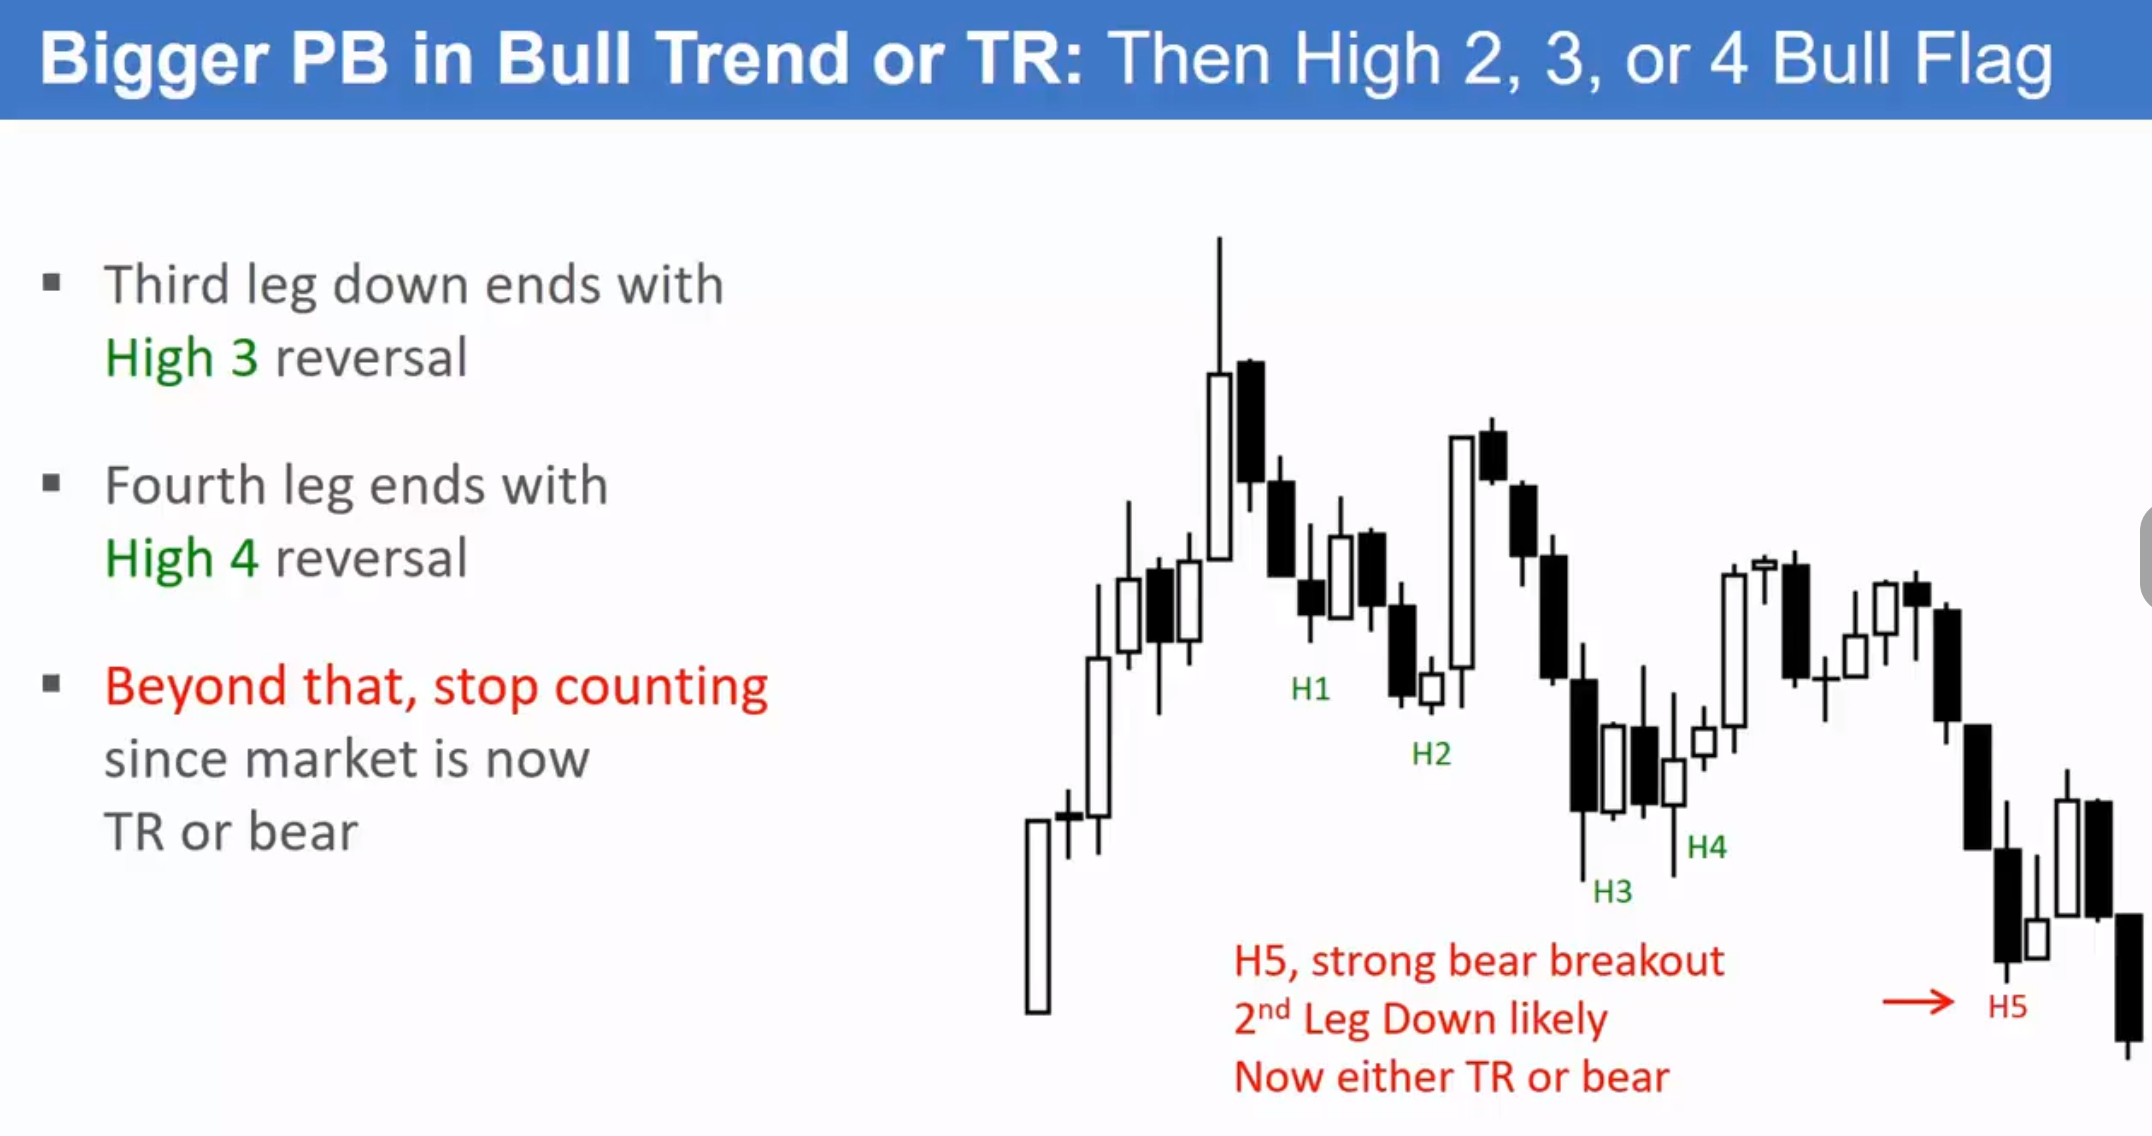 Bigger PB in Bull Trend or TR: Then High 2, 3, or 4 Bull Flag
▪ Third leg down ends with
High 3 reversal
▪ Fourth leg ends with
High 4 reversal
▪ Beyond that, stop counting
since market is now
TR or bear
H1
H2
H3
H4
H5, strong bear breakout
2nd Leg Down likely
Now either TR or bear
H5